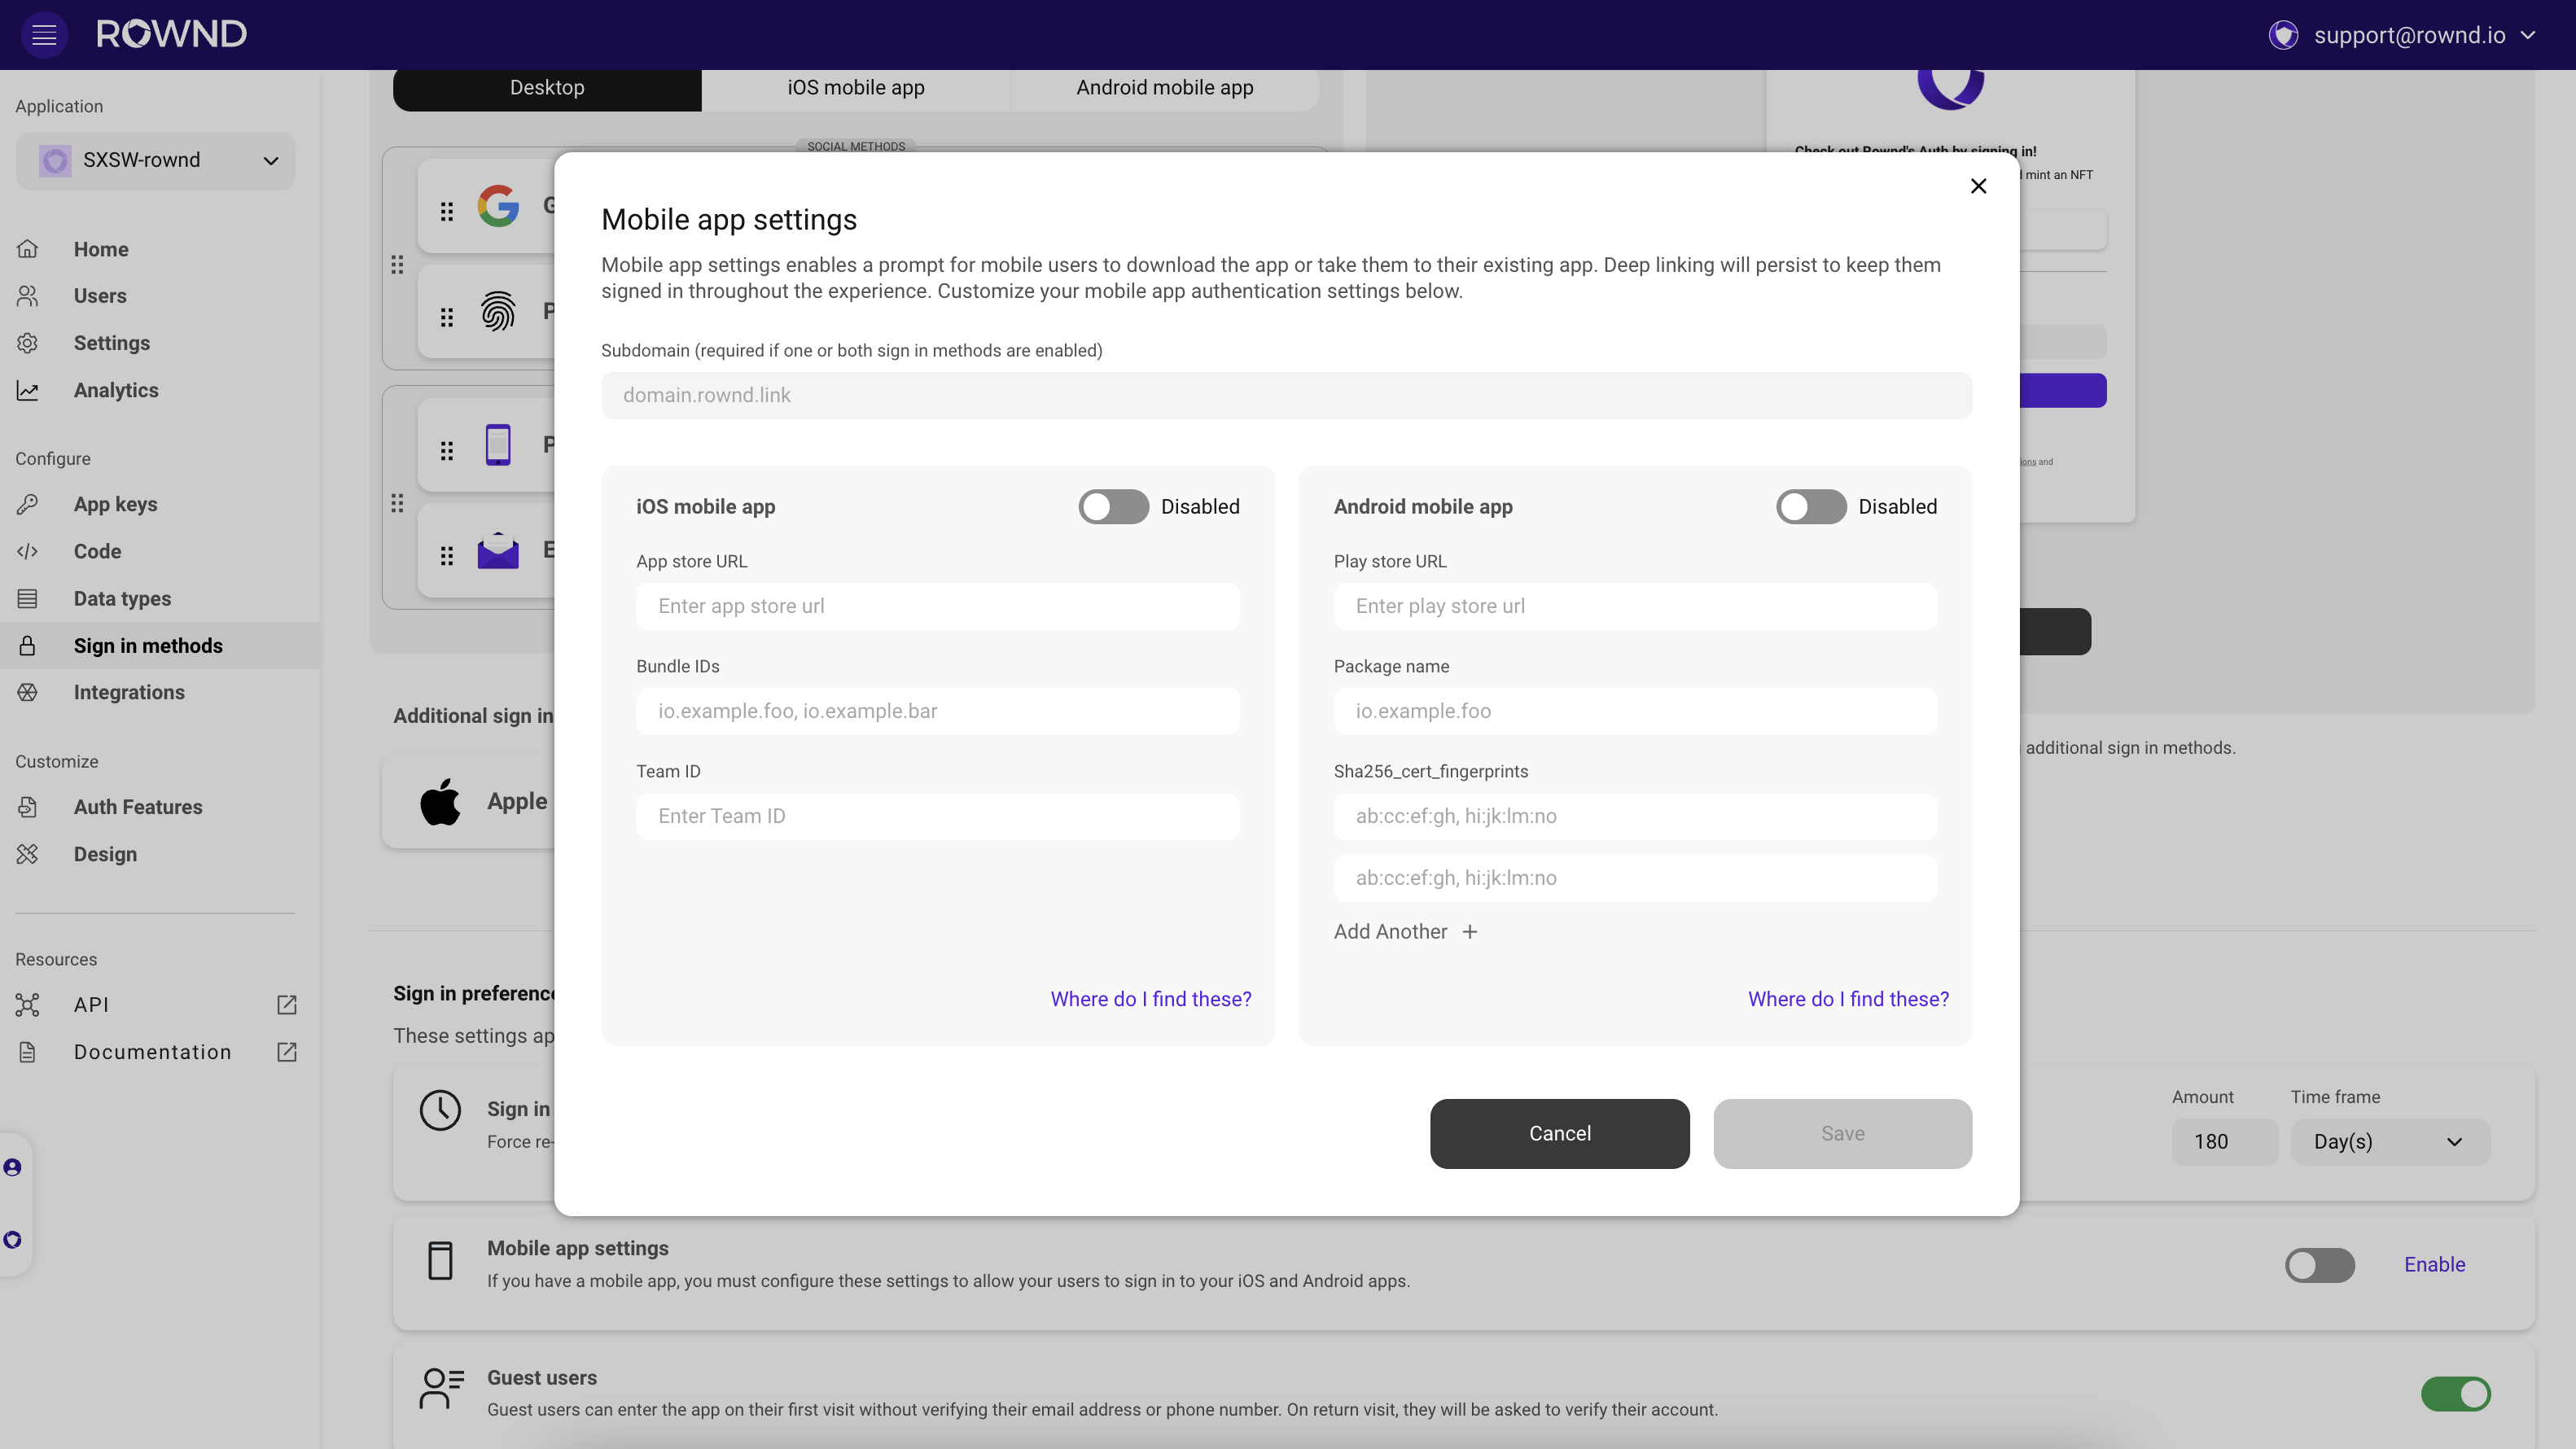 ROWND
support@rownd.io
Application
SXSW-rownd
Home
Users
Settings
Analytics
Configure
App keys
Code
Data types
Sign in methods
Integrations
Customize
Auth Features
Design
Resources
API
Documentation
Desktop
iOS mobile app
Android mobile app
SOCIAL METHODS
G
P
P
E
Check out Rownd's Auth by signing in!
mint an NFT
and
Additional sign in
additional sign in methods.
Apple
Sign in preferenc
These settings ap
Sign in
Force re-
Amount
Time frame
180
Day(s)
Mobile app settings
If you have a mobile app, you must configure these settings to allow your users to sign in to your iOS and Android apps.
Enable
Guest users
Guest users can enter the app on their first visit without verifying their email address or phone number. On return visit, they will be asked to verify their account.
Mobile app settings
Mobile app settings enables a prompt for mobile users to download the app or take them to their existing app. Deep linking will persist to keep them
signed in throughout the experience. Customize your mobile app authentication settings below.
Subdomain (required if one or both sign in methods are enabled)
domain.rownd.link
iOS mobile app
Disabled
App store URL
Enter app store url
Bundle IDs
io.example.foo, io.example.bar
Team ID
Enter Team ID
Where do I find these?
Android mobile app
Disabled
Play store URL
Enter play store url
Package name
io.example.foo
Sha256_cert_fingerprints
ab:cc:ef:gh, hi:jk:lm:no
ab:cc:ef:gh, hi:jk:lm:no
Add Another +
Where do I find these?
Cancel
Save